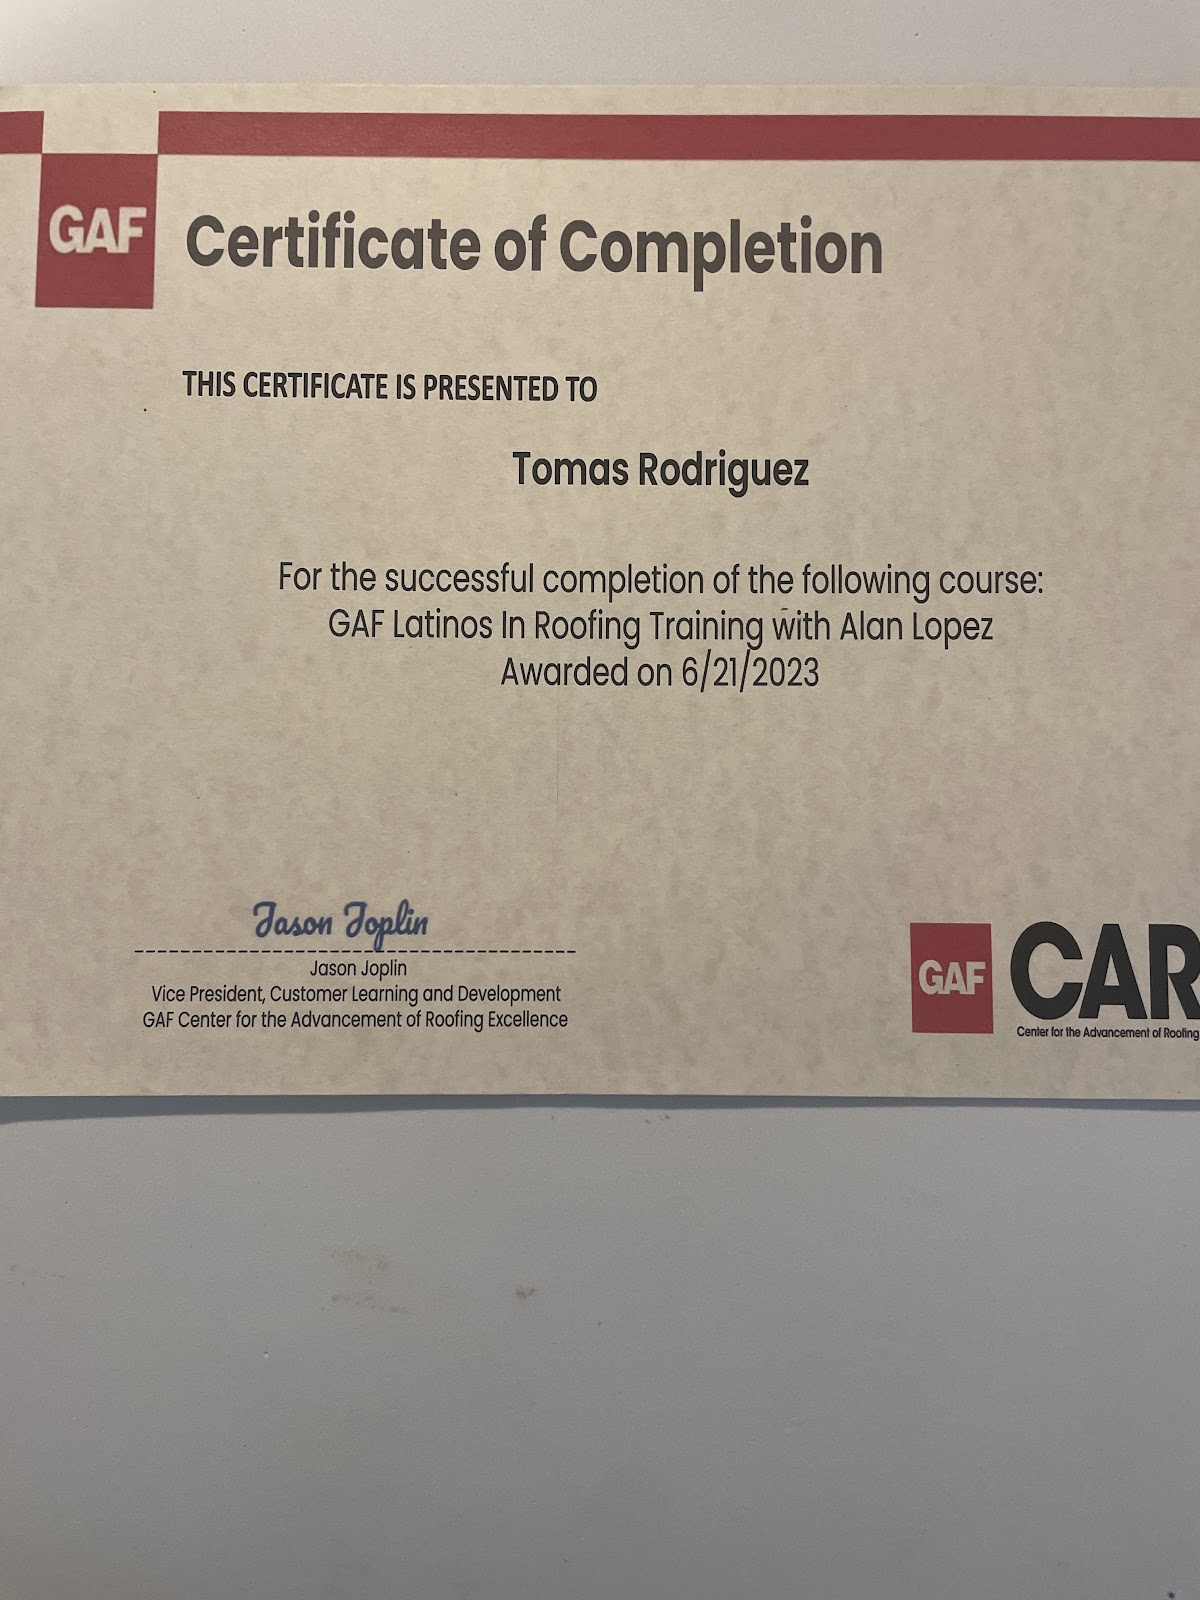 GAF
Certificate of Completion
THIS CERTIFICATE IS PRESENTED TO
Tomas Rodriguez
For the successful completion of the following course:
GAF Latinos In Roofing Training with Alan Lopez
Awarded on 6/21/2023
Jason Joplin
Jason Joplin
Vice President, Customer Learning and Development
GAF Center for the Advancement of Roofing Excellence
GAF
CAR
Center for the Advancement of Roofing